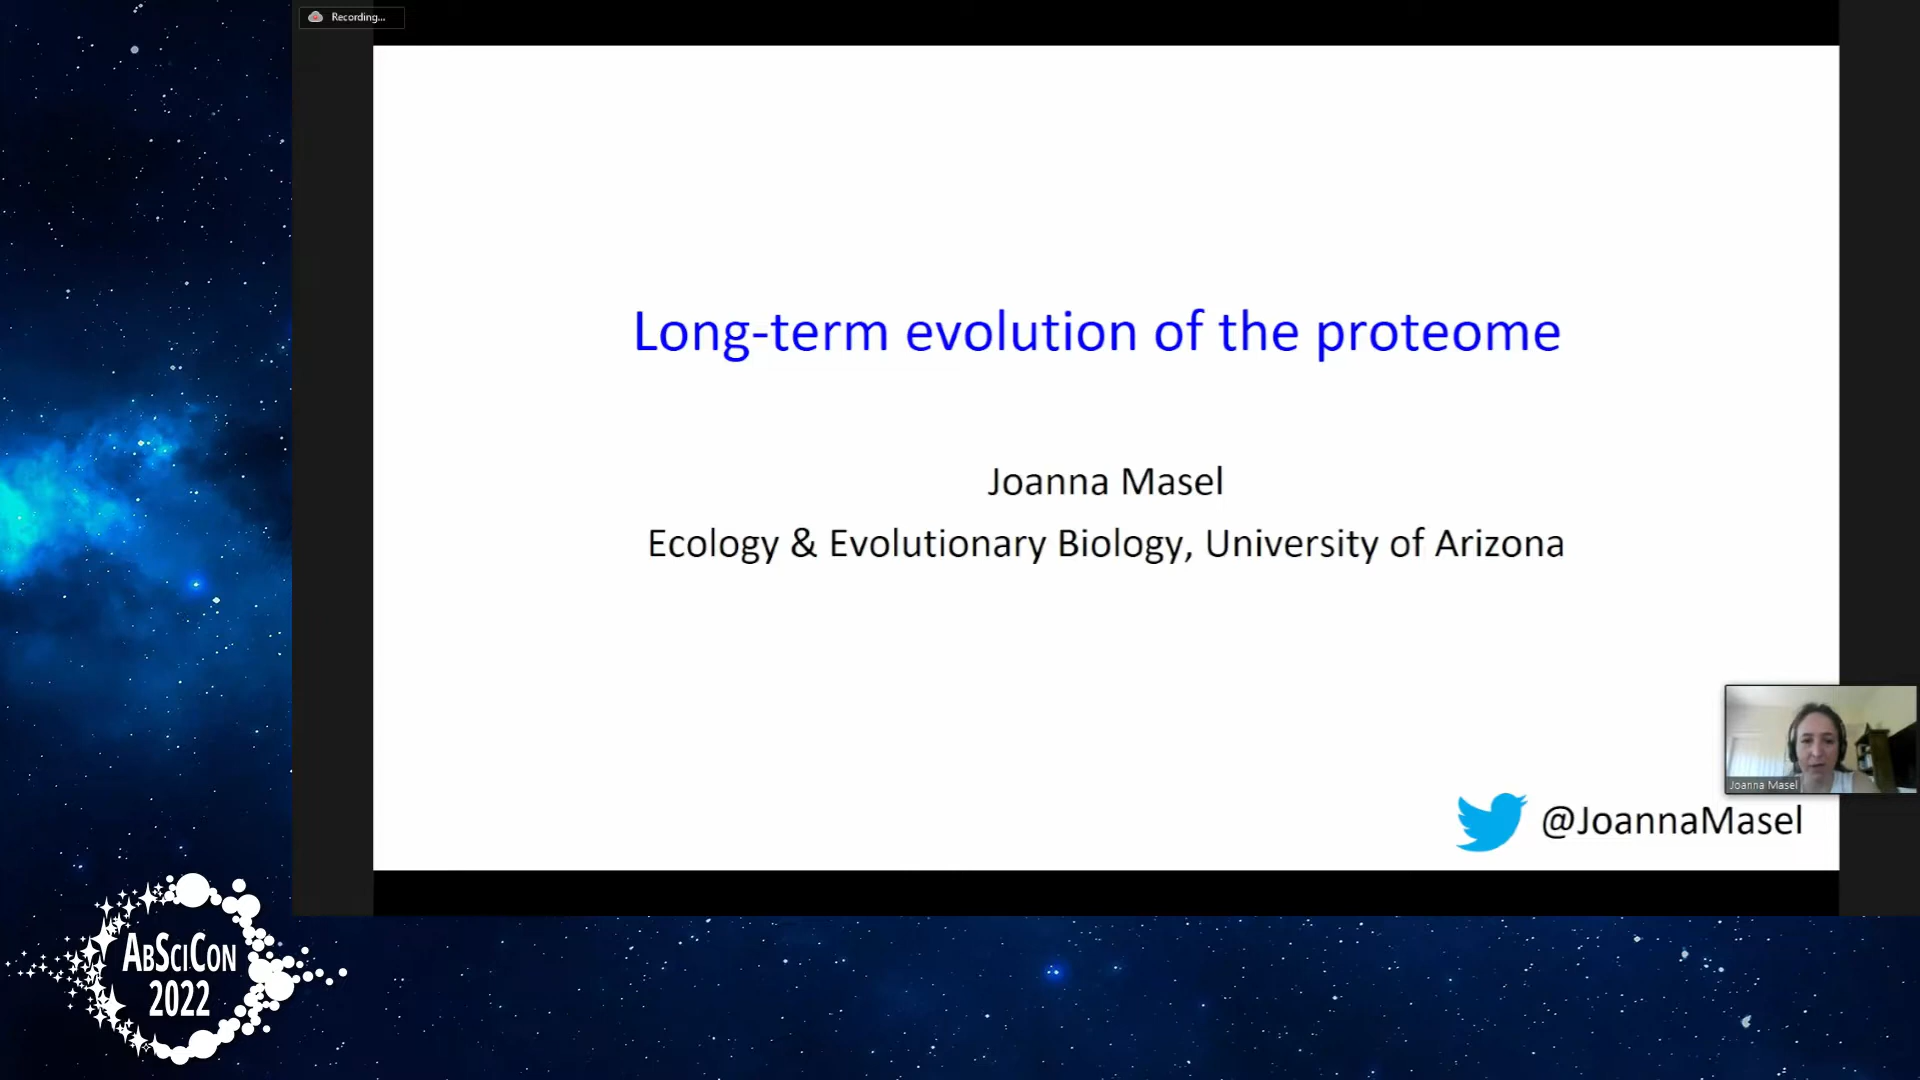 Recording...
Long-term evolution of the proteome
Joanna Masel
Ecology & Evolutionary Biology, University of Arizona
Joanna Masel
@JoannaMasel
ABSCICON
2022